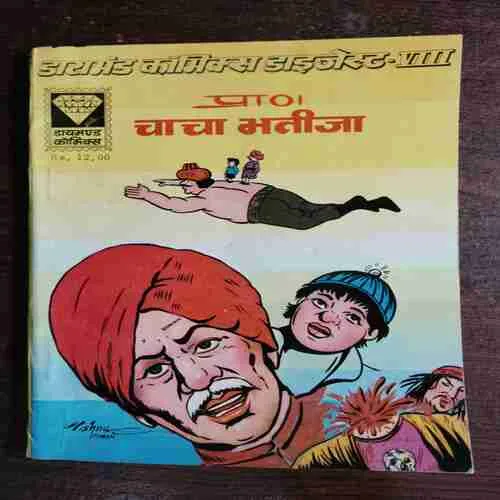 डायमंड कॉमिक्स डाइजेस्ट-VIII
प्राण
चाचा भतीजा
डायमण्ड
कॉमिक्स
Rs. 12.00